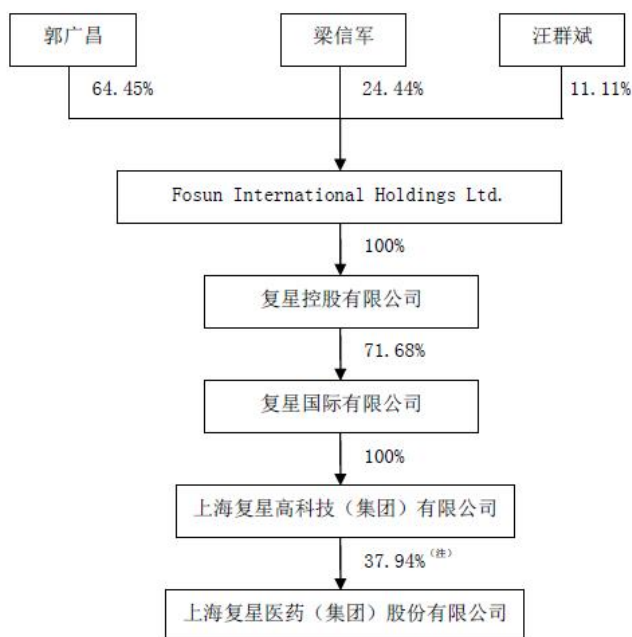 郭广昌 梁信军 汪群斌
64.45% 24.44% 11.11%
Fosun International Holdings Ltd.
100%
复星控股有限公司
71.68%
复星国际有限公司
100%
上海复星高科技（集团）有限公司
37.94%（注）
上海复星医药（集团）股份有限公司